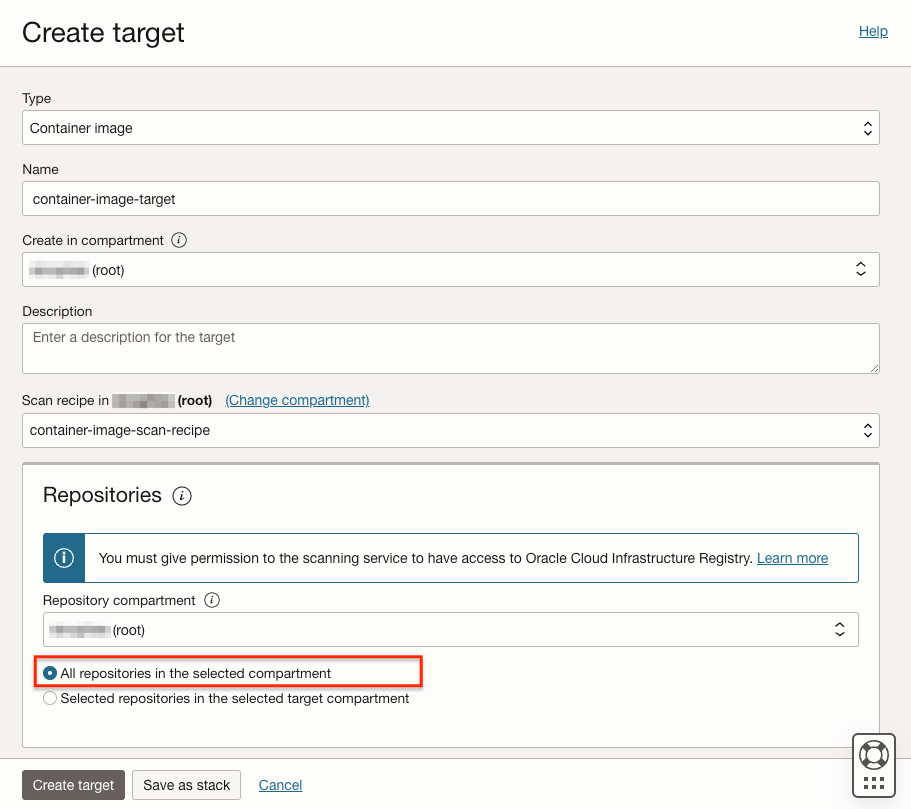 Create target
Help
Type
Container image
Name
container-image-target
Create in compartment
(root)
Description
Enter a description for the target
Scan recipe in (root) (Change compartment)
container-image-scan-recipe
Repositories
You must give permission to the scanning service to have access to Oracle Cloud Infrastructure Registry. Learn more
Repository compartment
(root)
All repositories in the selected compartment
Selected repositories in the selected target compartment
Create target
Save as stack
Cancel